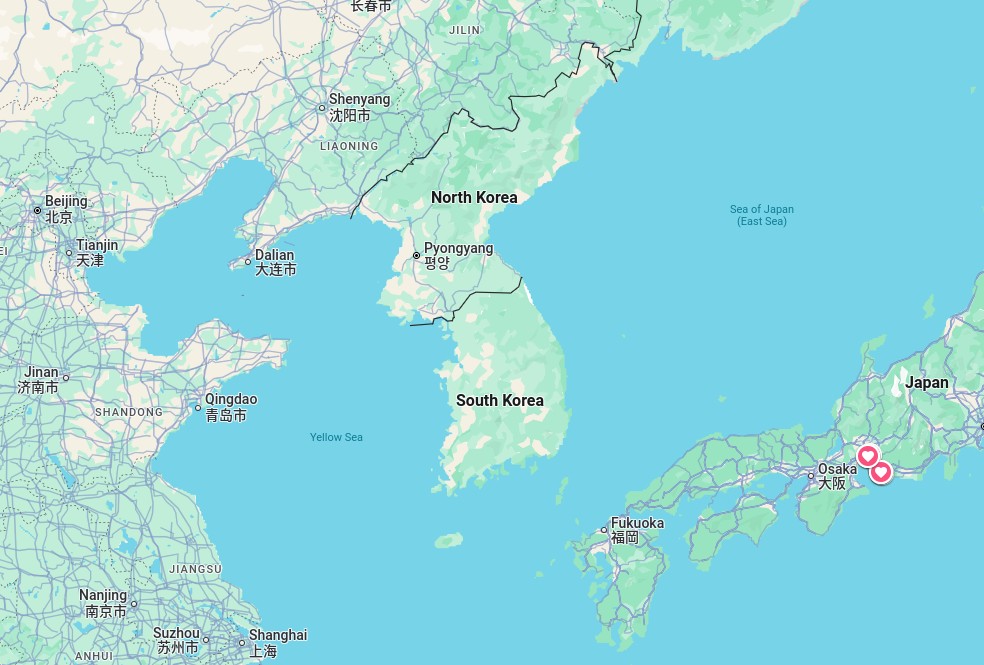 长春市
JILIN
Shenyang
沈阳市
LIAONING
North Korea
Beijing
北京
Sea of Japan
(East Sea)
EI
Tianjin
天津
Pyongyang
평양
Dalian
大连市
Jinan
济南市
Japan
Qingdao
青岛市
South Korea
SHANDONG
Yellow Sea
Osaka
大阪
Fukuoka
福岡
JIANGSU
Nanjing
南京市
Suzhou
苏州市
Shanghai
上海
ANHUI